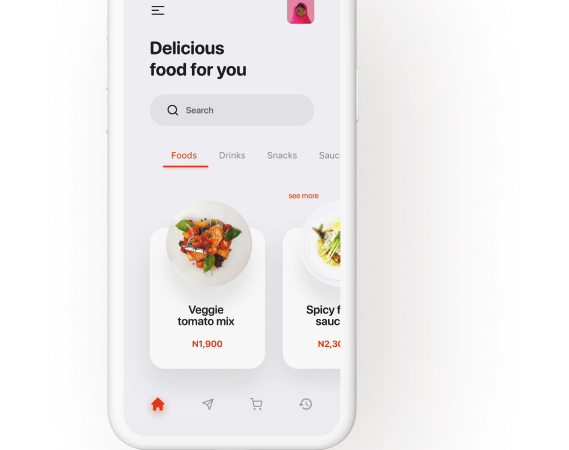 Delicious
food for you
Search
Foods Drinks Snacks Sauc
see more
Veggie
tomato mix
N1,900
Spicy f
sauc
N2,30